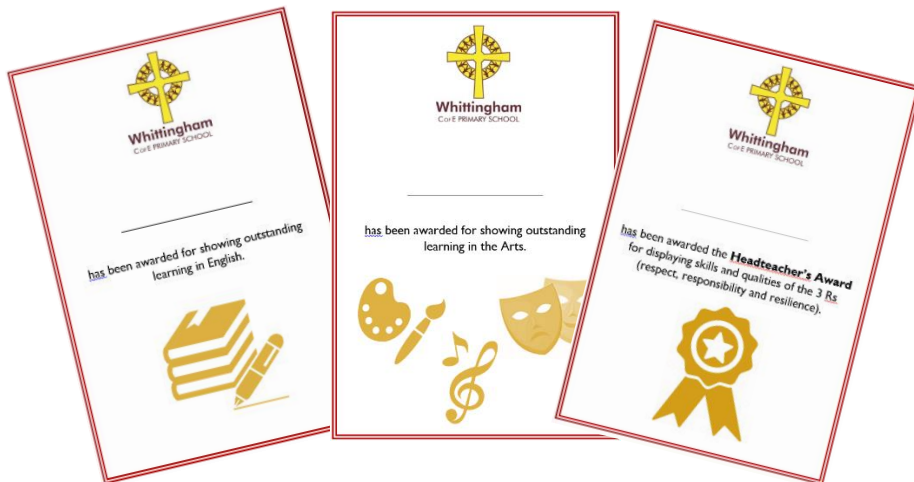 Whittingham
C of E PRIMARY SCHOOL
has been awarded for showing outstanding
learning in English.
Whittingham
C of E PRIMARY SCHOOL
has been awarded for showing outstanding
learning in the Arts.
Whittingham
C of E PRIMARY SCHOOL
has been awarded the Headteacher's Award
for displaying skills and qualities of the 3 Rs
(respect, responsibility and resilience).